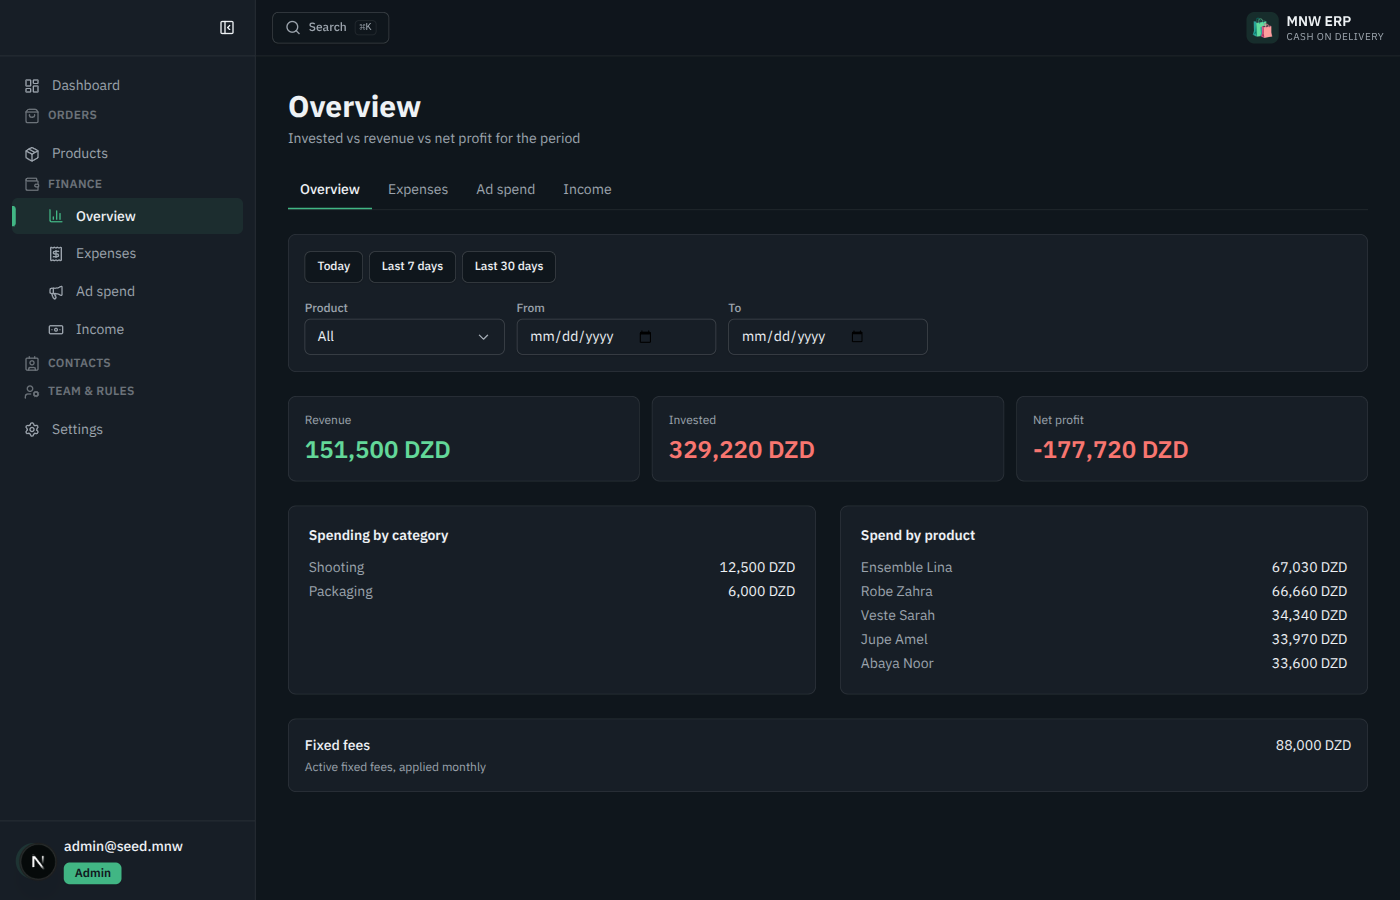 Search ⌘K
MNW ERP
CASH ON DELIVERY
Dashboard
ORDERS
Products
FINANCE
Overview
Expenses
Ad spend
Income
CONTACTS
TEAM & RULES
Settings
admin@seed.mnw
Admin
Overview
Invested vs revenue vs net profit for the period
Overview Expenses Ad spend Income
Today Last 7 days Last 30 days
Product From To
All mm/dd/yyyy mm/dd/yyyy
Revenue
151,500 DZD
Invested
329,220 DZD
Net profit
-177,720 DZD
Spending by category
Shooting 12,500 DZD
Packaging 6,000 DZD
Spend by product
Ensemble Lina 67,030 DZD
Robe Zahra 66,660 DZD
Veste Sarah 34,340 DZD
Jupe Amel 33,970 DZD
Abaya Noor 33,600 DZD
Fixed fees 88,000 DZD
Active fixed fees, applied monthly